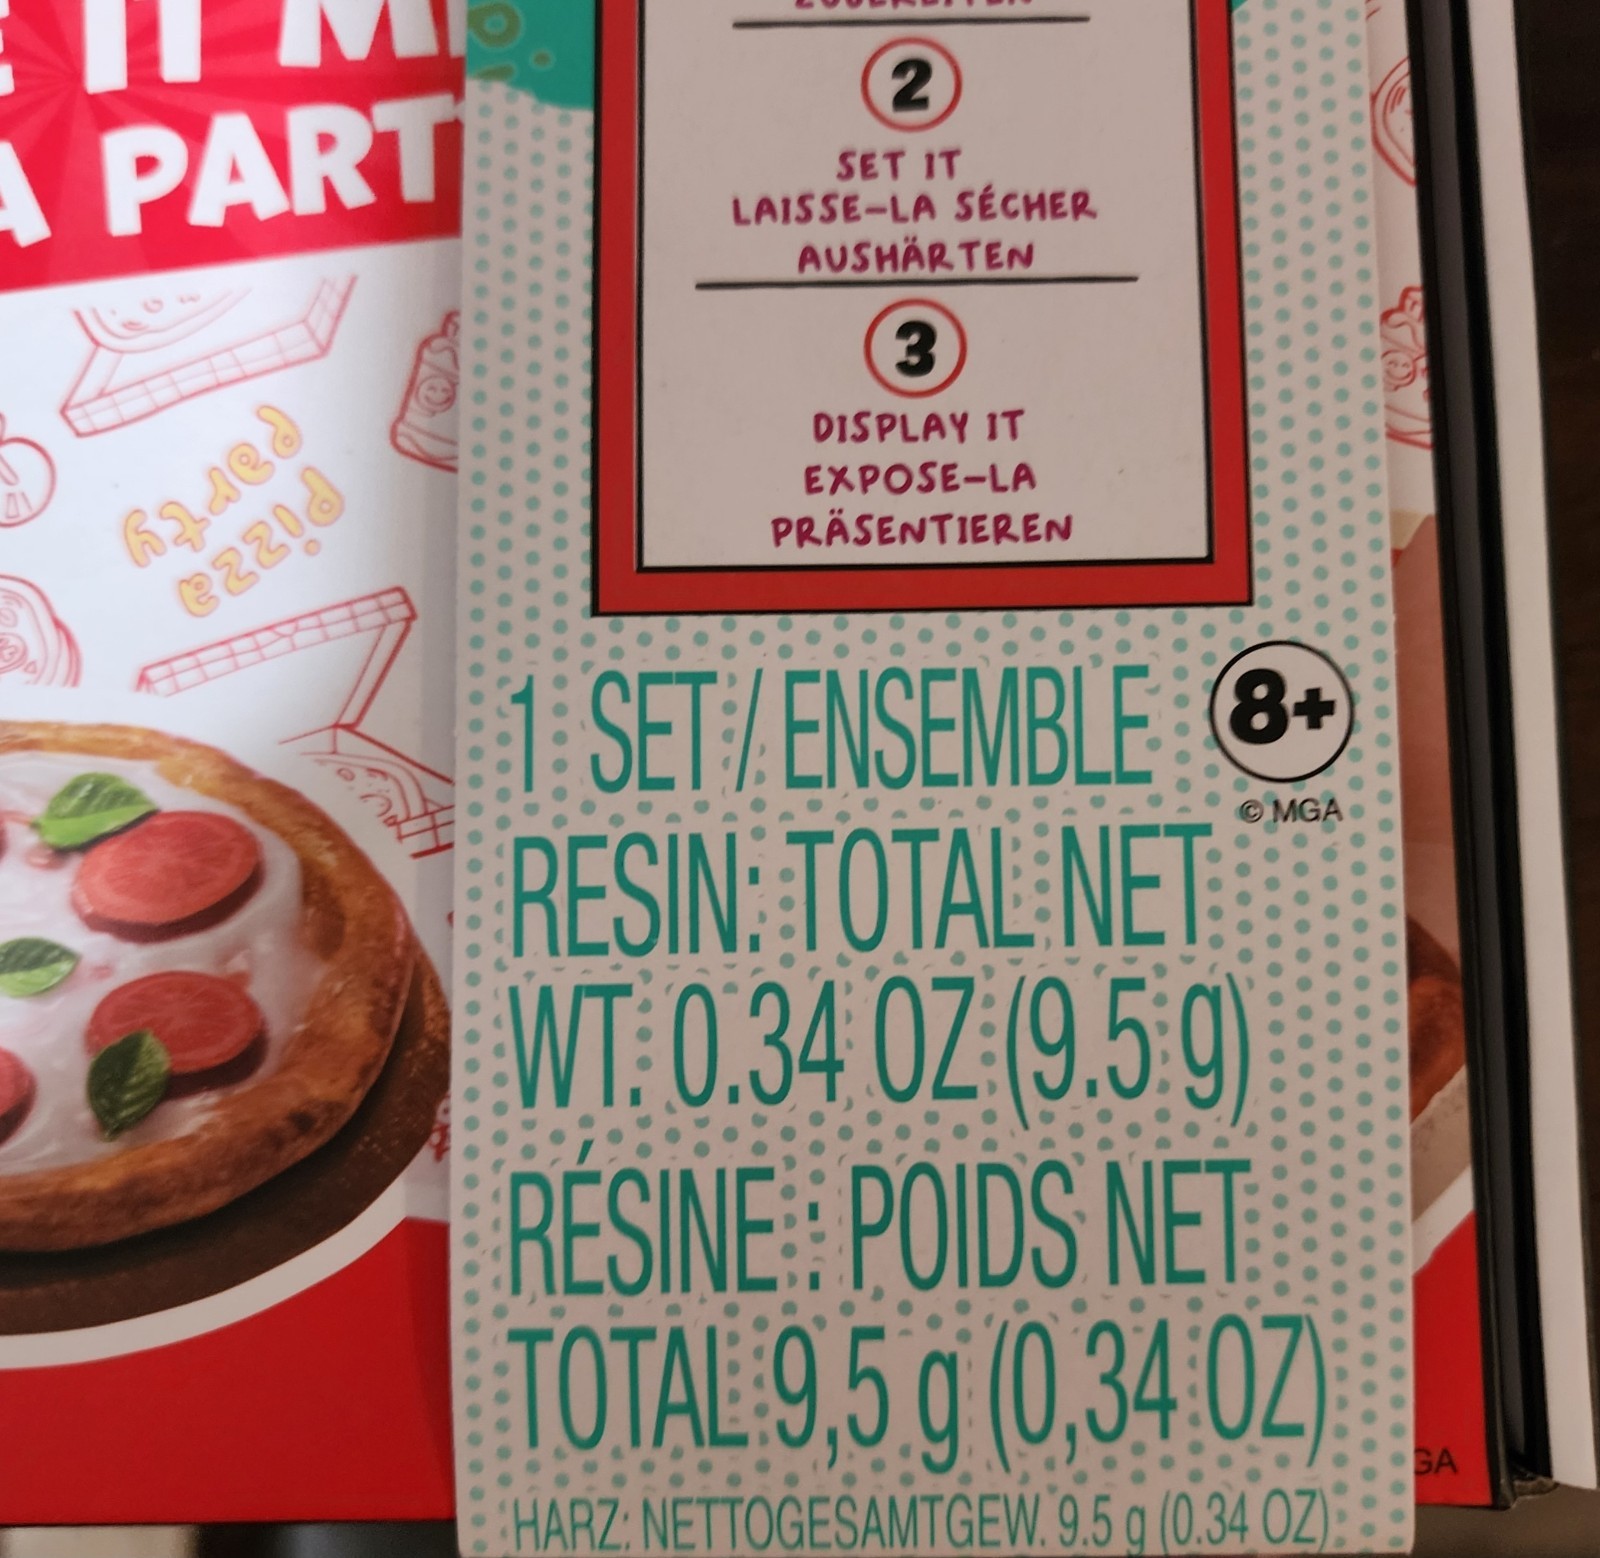 IT
A PART
2
SET IT
LAISSE-LA SÉCHER
AUSHÄRTEN
3
DISPLAY IT
EXPOSE-LA
PRÄSENTIEREN
Pizza
Party
1 SET / ENSEMBLE
8+
© MGA
RESIN: TOTAL NET
WT. 0.34 OZ (9.5 g)
RÉSINE : POIDS NET
TOTAL 9,5 g (0,34 OZ)
HARZ: NETTOGESAMTGEW. 9.5 g (0.34 OZ)
GA